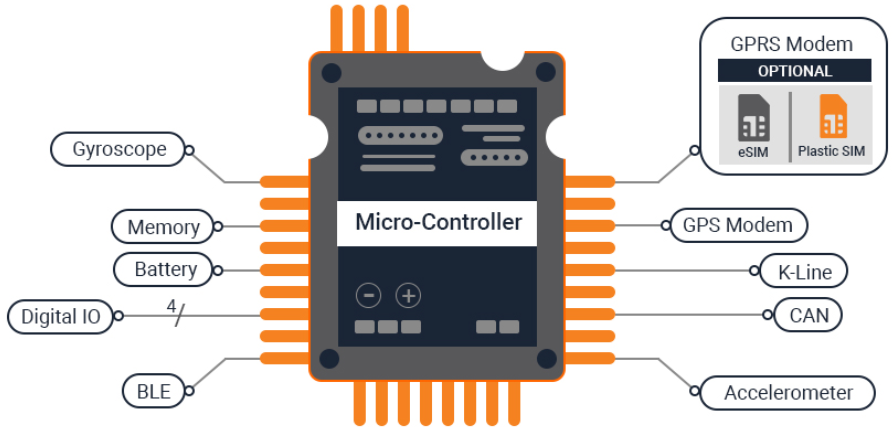 GPRS Modem
OPTIONAL
eSIM
Plastic SIM
Gyroscope
Memory
Micro-Controller
GPS Modem
Battery
K-Line
Digital IO
4/
CAN
BLE
Accelerometer